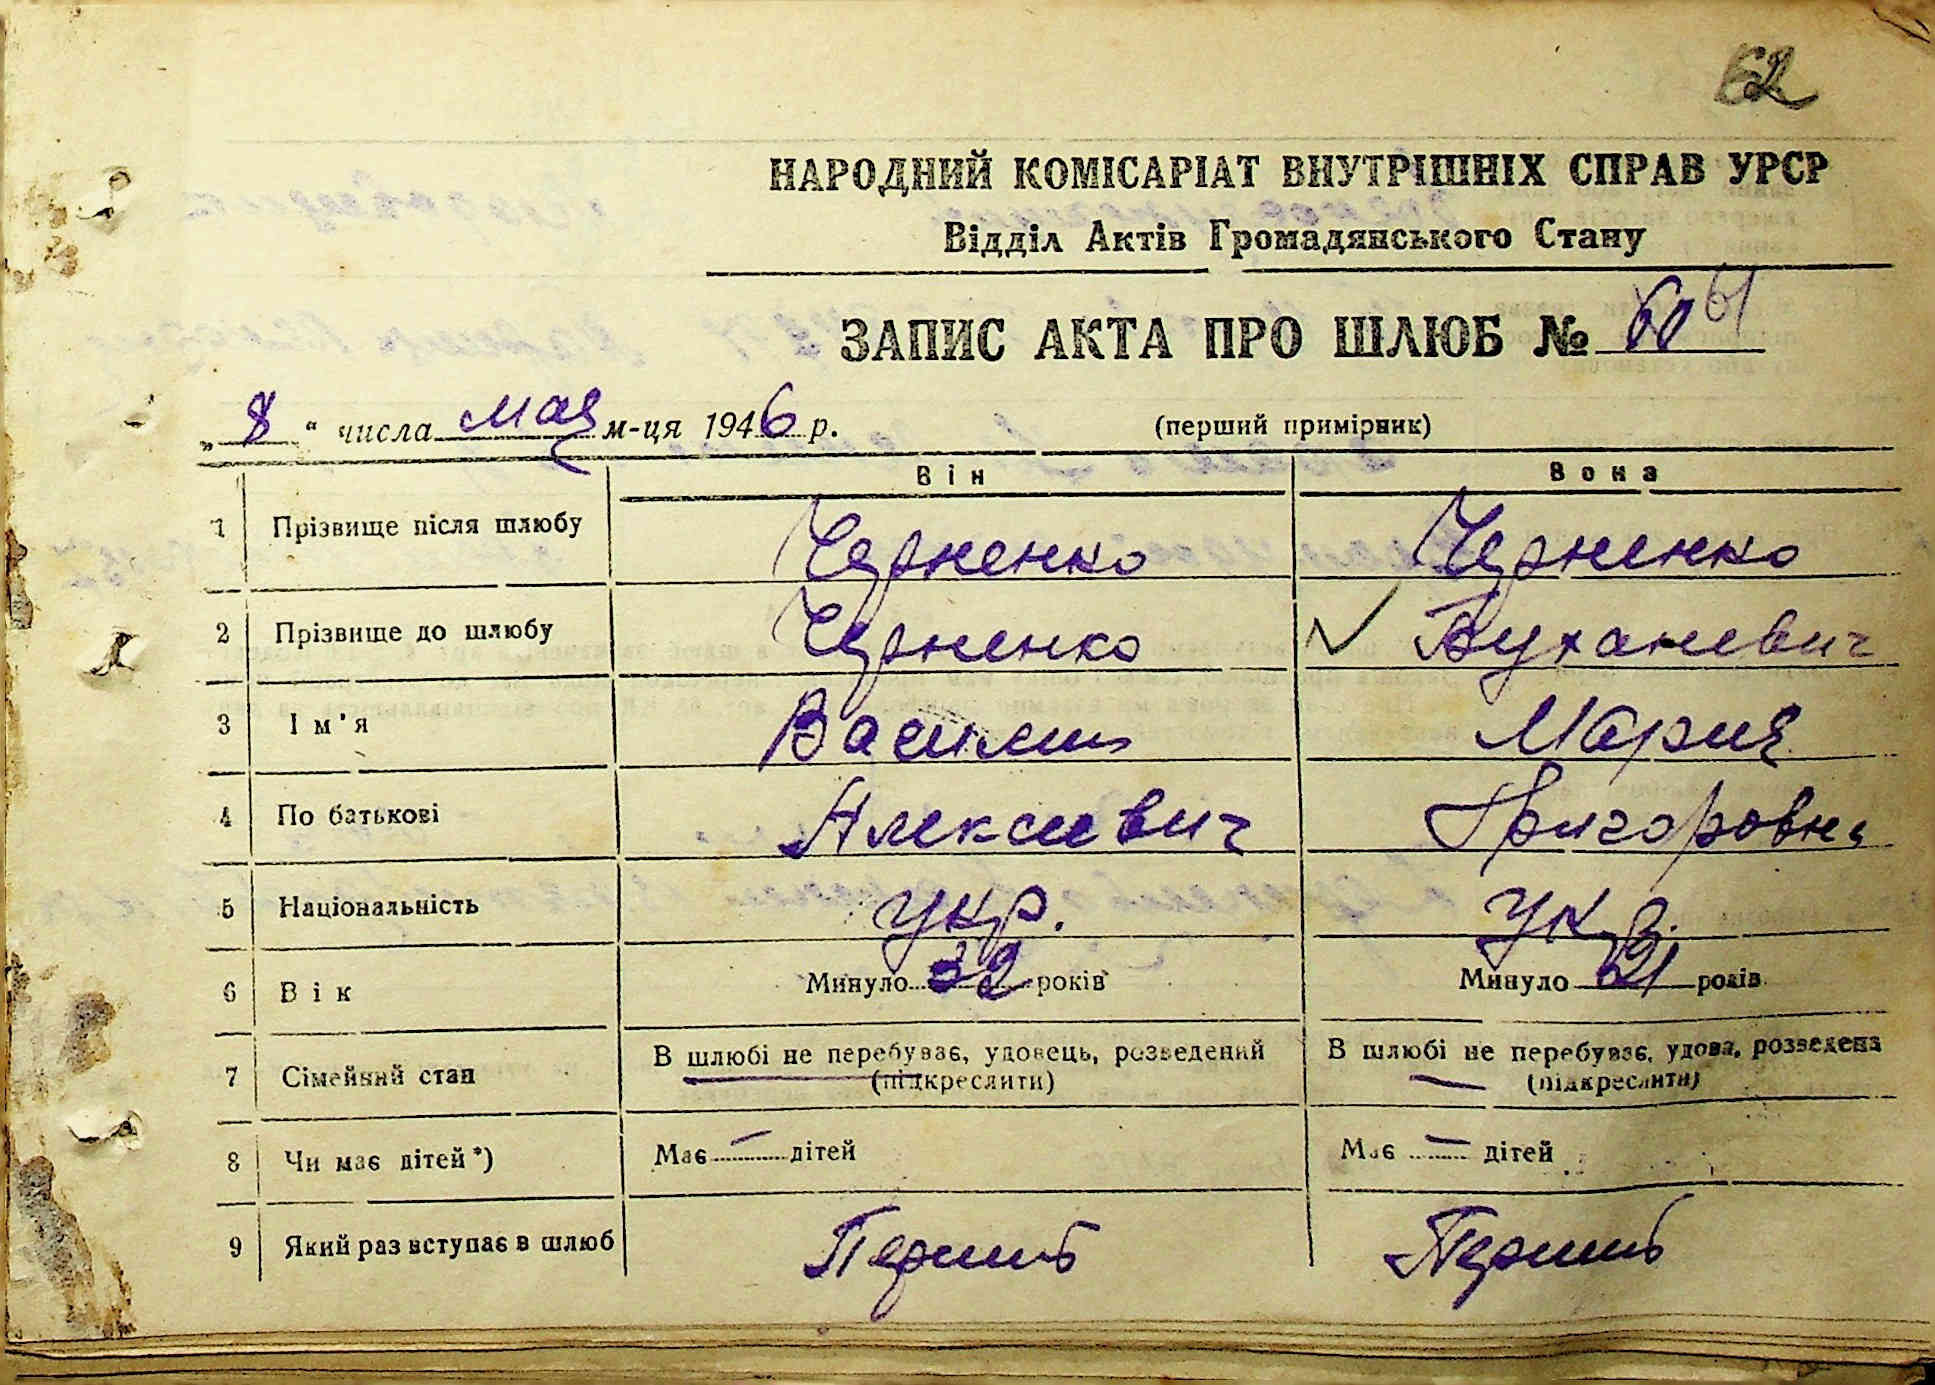 62
НАРОДНИЙ КОМІСАРІАТ ВНУТРІШНІХ СПРАВ УРСР
Відділ Актів Громадянського Стану
ЗАПИС АКТА ПРО ШЛЮБ № 60 61
„ 8 " числа мая м-ця 1946 р. (перший примірник)
Він Вона
1 Прізвище після шлюбу Черненко Черненко
2 Прізвище до шлюбу Черненко Буханевич
3 Ім'я Василий Мария
4 По батькові Алексеевич Григоровна
5 Національність укр. укр.
6 Вік Минуло 32 років Минуло 21 років
7 Сімейний стан В шлюбі не перебуває, удовець, розведений В шлюбі не перебуває, удова, розведена
(підкреслити) (підкреслити)
8 Чи має дітей*) Має — дітей Має — дітей
9 Який раз вступає в шлюб